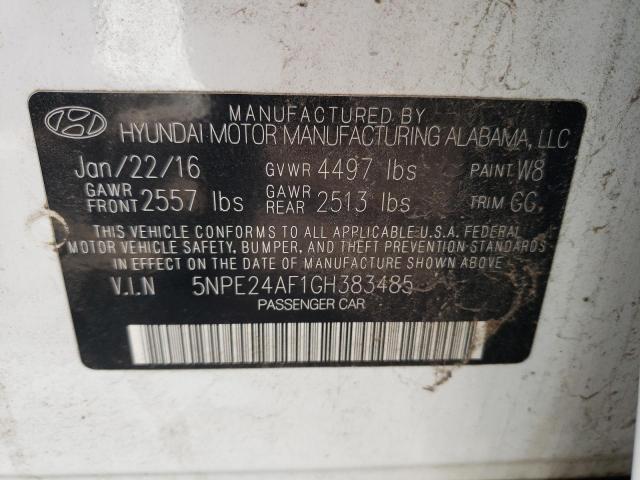 MANUFACTURED BY
HYUNDAI MOTOR MANUFACTURING ALABAMA, LLC
Jan/22/16 GVWR 4497 lbs PAINT W8
GAWR FRONT 2557 lbs GAWR REAR 2513 lbs TRIM GG.
THIS VEHICLE CONFORMS TO ALL APPLICABLE U.S.A. FEDERAL
MOTOR VEHICLE SAFETY, BUMPER, AND THEFT PREVENTION STANDARDS
IN EFFECT ON THE DATE OF MANUFACTURE SHOWN ABOVE.
V.I.N 5NPE24AF1GH383485
PASSENGER CAR